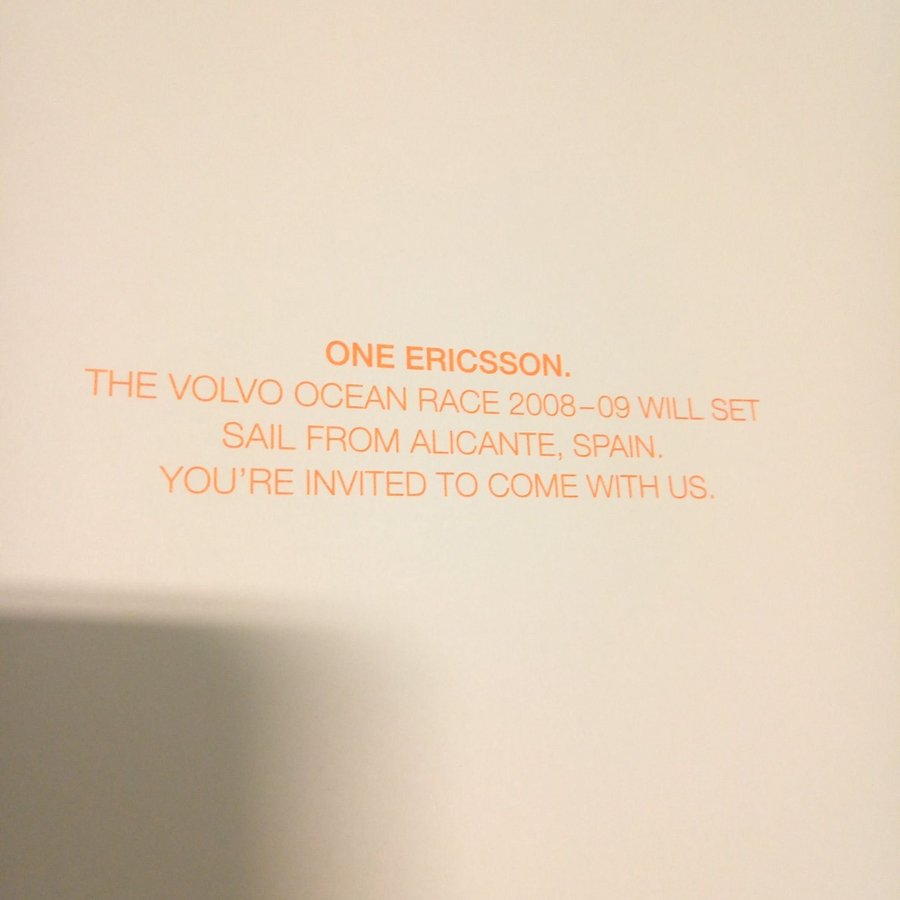 ONE ERICSSON.
THE VOLVO OCEAN RACE 2008–09 WILL SET
SAIL FROM ALICANTE, SPAIN.
YOU'RE INVITED TO COME WITH US.